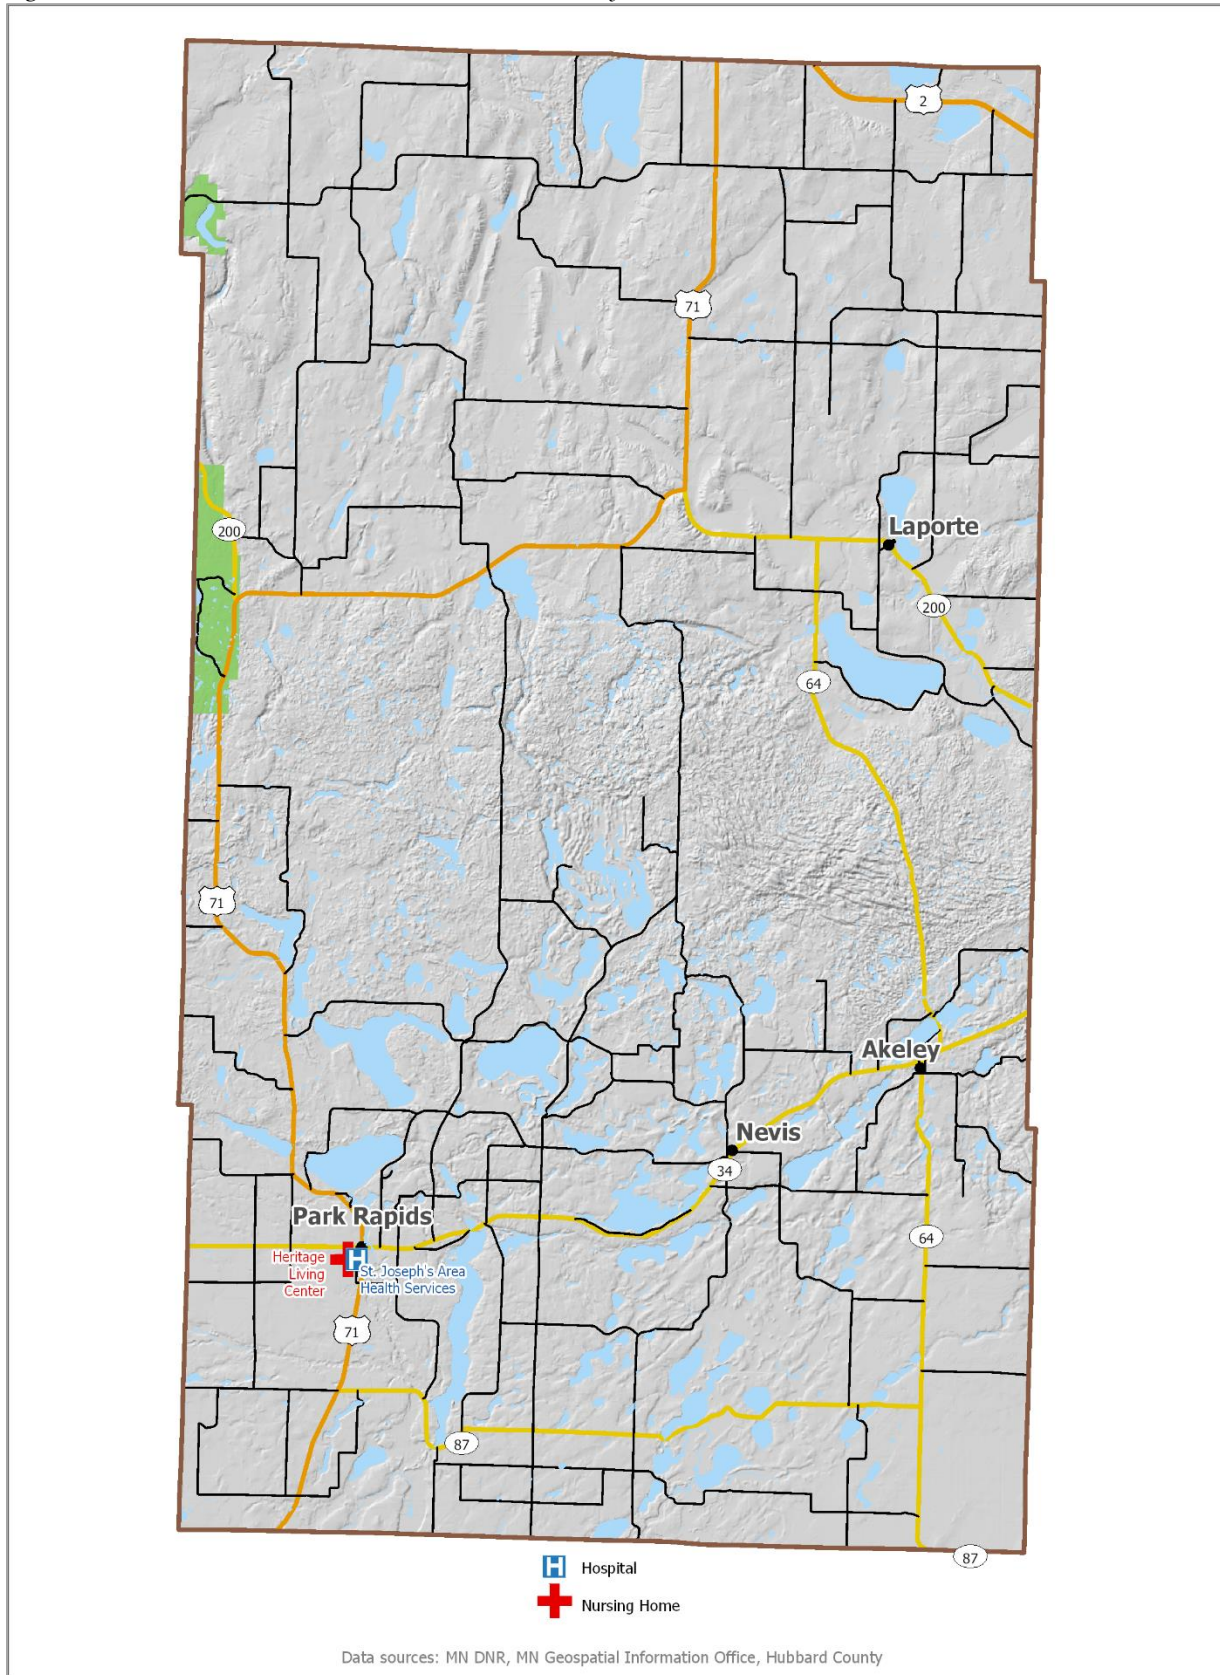 2
71
200
Laporte
200
64
71
Akeley
Nevis
34
Park Rapids
64
Heritage
Living
Center
St. Joseph's Area
Health Services
71
87
87
Hospital
Nursing Home
Data sources: MN DNR, MN Geospatial Information Office, Hubbard County